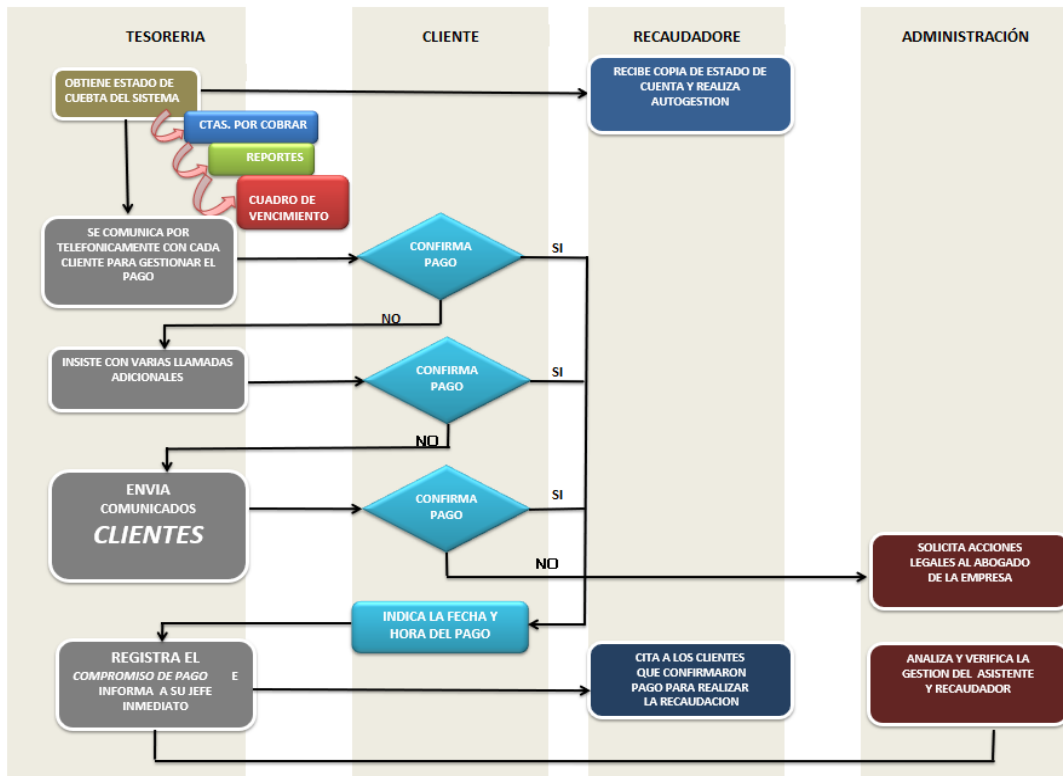 TESORERIA
CLIENTE
RECAUDADORE
ADMINISTRACIÓN
OBTIENE ESTADO DE
CUEBTA DEL SISTEMA
RECIBE COPIA DE ESTADO DE
CUENTA Y REALIZA
AUTOGESTION
CTAS. POR COBRAR
REPORTES
CUADRO DE
VENCIMIENTO
SE COMUNICA POR
TELEFONICAMENTE CON CADA
CLIENTE PARA GESTIONAR EL
PAGO
CONFIRMA
PAGO
SI
NO
INSISTE CON VARIAS LLAMADAS
ADICIONALES
CONFIRMA
PAGO
SI
NO
ENVIA
COMUNICADOS
CLIENTES
CONFIRMA
PAGO
SI
NO
SOLICITA ACCIONES
LEGALES AL ABOGADO
DE LA EMPRESA
INDICA LA FECHA Y
HORA DEL PAGO
REGISTRA EL
COMPROMISO DE PAGO E
INFORMA A SU JEFE
INMEDIATO
CITA A LOS CLIENTES
QUE CONFIRMARON
PAGO PARA REALIZAR
LA RECAUDACION
ANALIZA Y VERIFICA LA
GESTION DEL ASISTENTE
Y RECAUDADOR